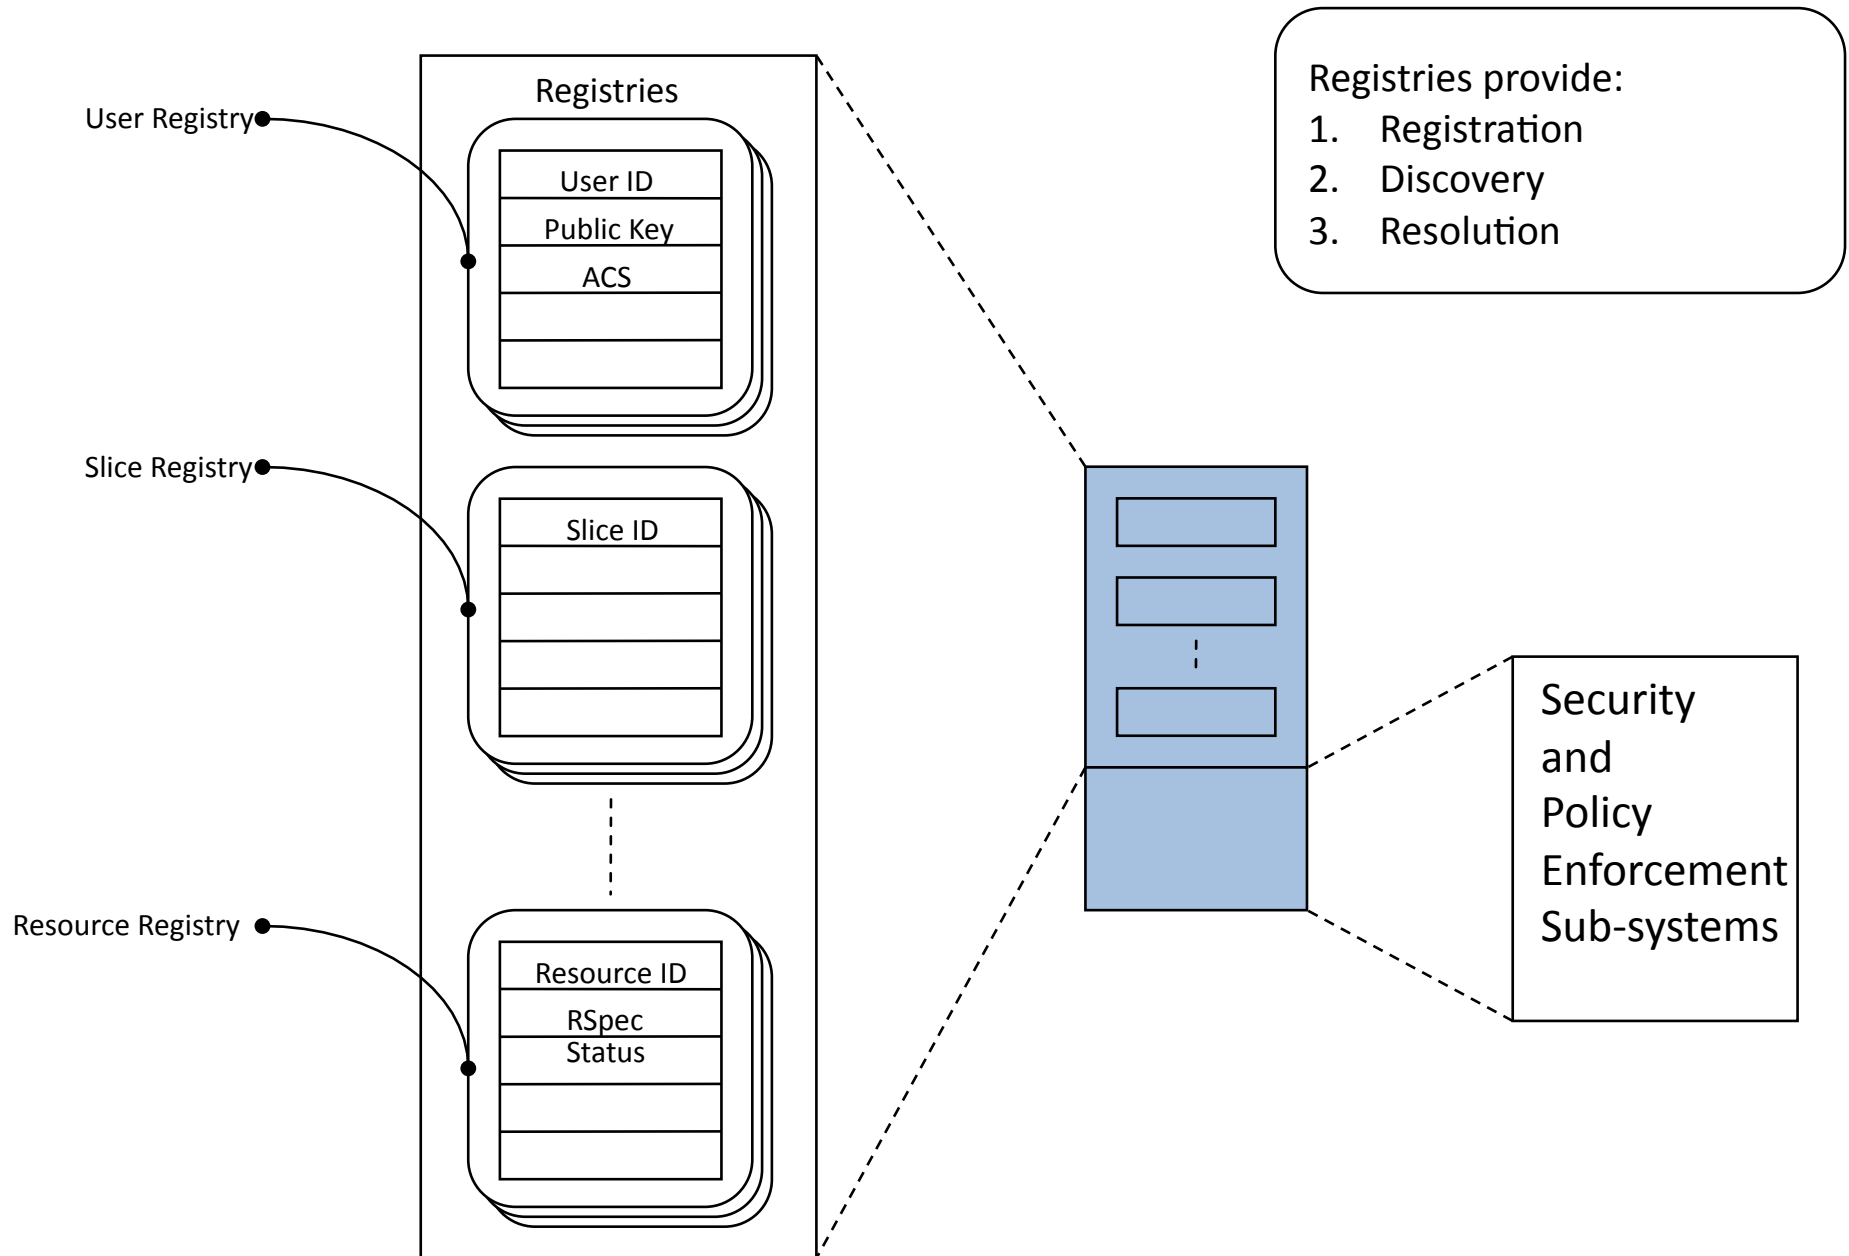 Registries provide:
1. Registration
2. Discovery
3. Resolution
Registries
User Registry
User ID
Public Key
ACS
Slice Registry
Slice ID
Resource Registry
Resource ID
RSpec
Status
Security
and
Policy
Enforcement
Sub-systems